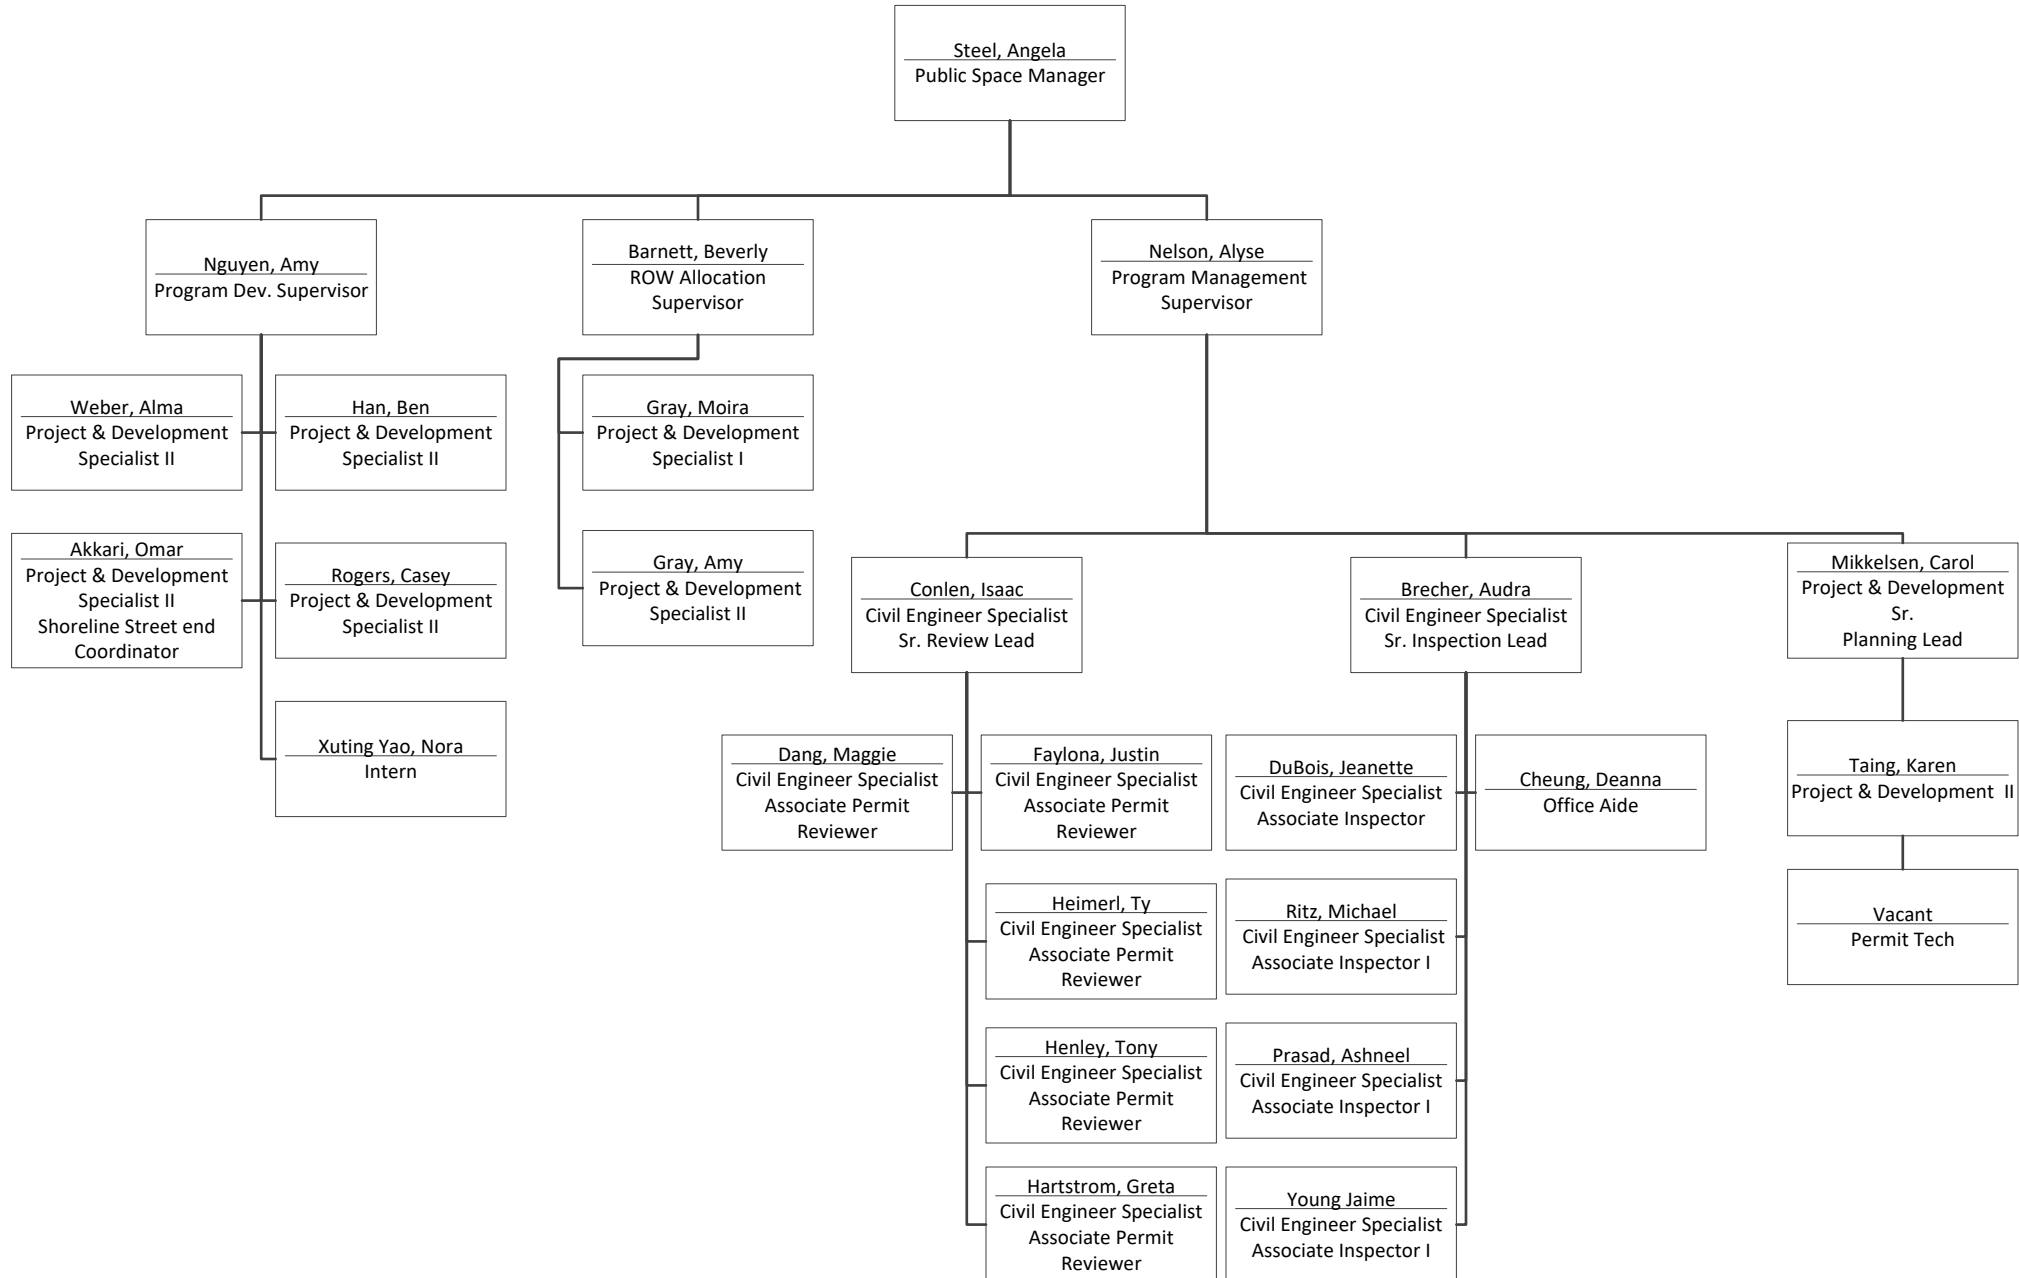 Steel, Angela
Public Space Manager
Nguyen, Amy
Program Dev. Supervisor
Barnett, Beverly
ROW Allocation
Supervisor
Nelson, Alyse
Program Management
Supervisor
Weber, Alma
Project & Development
Specialist II
Han, Ben
Project & Development
Specialist II
Gray, Moira
Project & Development
Specialist I
Akkari, Omar
Project & Development
Specialist II
Shoreline Street end
Coordinator
Rogers, Casey
Project & Development
Specialist II
Gray, Amy
Project & Development
Specialist II
Conlen, Isaac
Civil Engineer Specialist
Sr. Review Lead
Brecher, Audra
Civil Engineer Specialist
Sr. Inspection Lead
Mikkelsen, Carol
Project & Development
Sr.
Planning Lead
Xuting Yao, Nora
Intern
Dang, Maggie
Civil Engineer Specialist
Associate Permit
Reviewer
Faylona, Justin
Civil Engineer Specialist
Associate Permit
Reviewer
DuBois, Jeanette
Civil Engineer Specialist
Associate Inspector
Cheung, Deanna
Office Aide
Taing, Karen
Project & Development  II
Heimerl, Ty
Civil Engineer Specialist
Associate Permit
Reviewer
Ritz, Michael
Civil Engineer Specialist
Associate Inspector I
Vacant
Permit Tech
Henley, Tony
Civil Engineer Specialist
Associate Permit
Reviewer
Prasad, Ashneel
Civil Engineer Specialist
Associate Inspector I
Hartstrom, Greta
Civil Engineer Specialist
Associate Permit
Reviewer
Young Jaime
Civil Engineer Specialist
Associate Inspector I